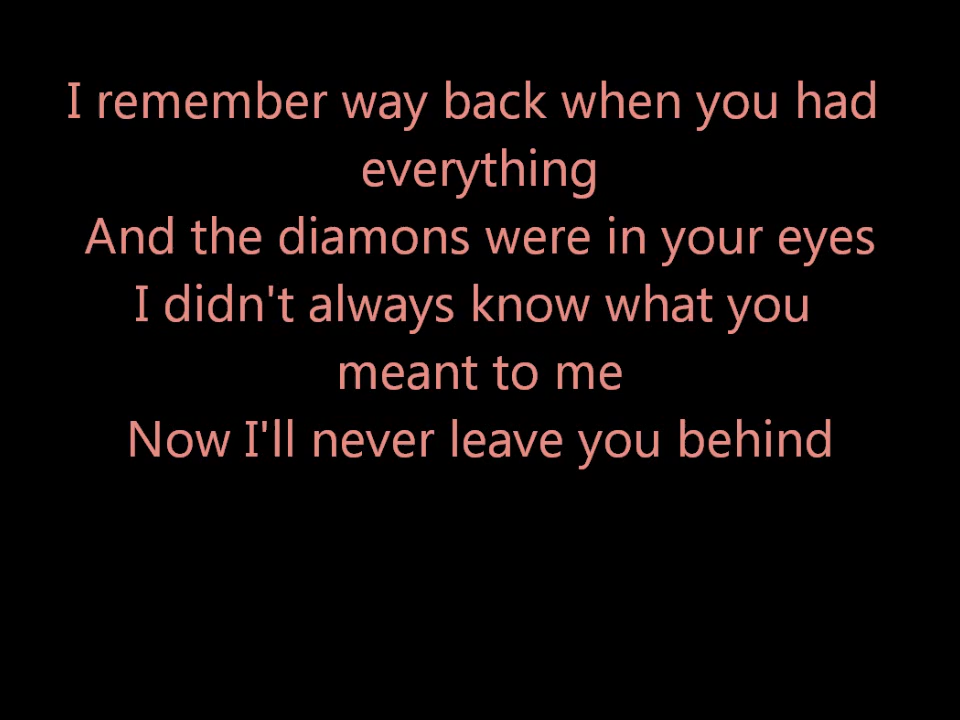 I remember way back when you had
everything
And the diamons were in your eyes
I didn't always know what you
meant to me
Now I'll never leave you behind